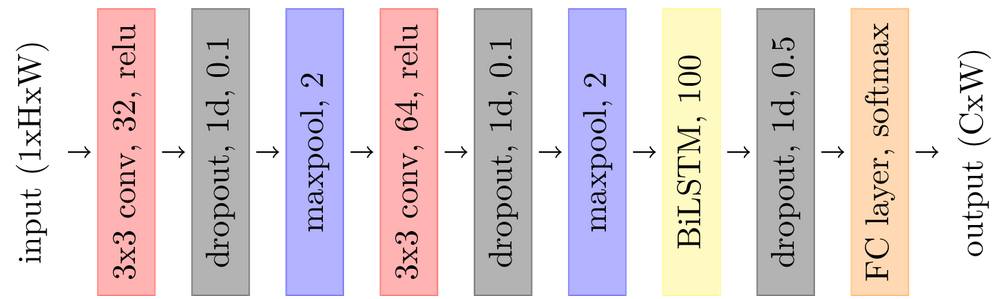 input (1xHxW)
3x3 conv, 32, relu
dropout, 1d, 0.1
maxpool, 2
3x3 conv, 64, relu
dropout, 1d, 0.1
maxpool, 2
BiLSTM, 100
dropout, 1d, 0.5
FC layer, softmax
output (CxW)